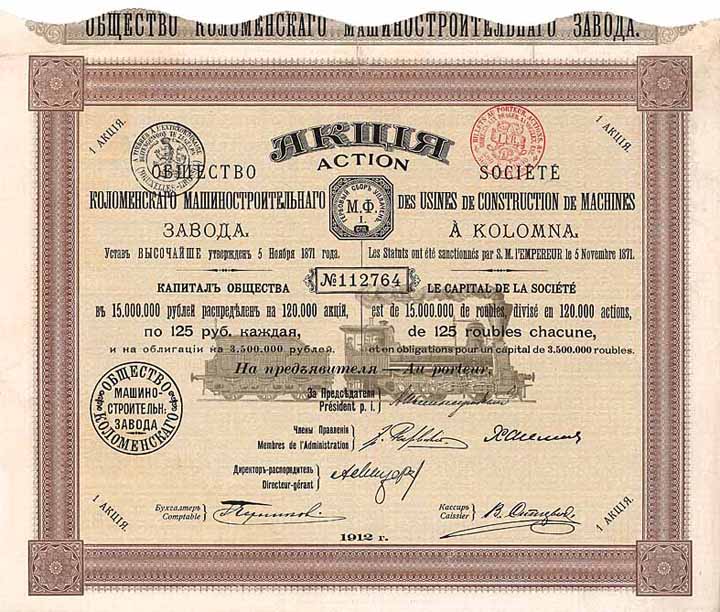 ОБЩЕСТВО КОЛОМЕНСКАГО МАШИНОСТРОИТЕЛЬНАГО ЗАВОДА.
1 АКЦІЯ.
1 АКЦІЯ.
АКЦІЯ
ACTION
ОБЩЕСТВО
КОЛОМЕНСКАГО МАШИНОСТРОИТЕЛЬНАГО
ЗАВОДА.
Уставъ ВЫСОЧАЙШЕ утвержденъ 5 Ноября 1871 года.
SOCIÉTÉ
DES USINES DE CONSTRUCTION DE MACHINES
À KOLOMNA.
Les Statuts ont été sanctionnés par S. M. l'EMPEREUR le 5 Novembre 1871.
ГЕРБОВЫЙ СБОРЪ УПЛАЧЕНЪ
М.Ф.
I.
№112764
КАПИТАЛЪ ОБЩЕСТВА
въ 15.000.000 рублей распредѣленъ на 120.000 акцій,
по 125 руб. каждая,
и на облигаціи на 3.500.000 рублей.
LE CAPITAL DE LA SOCIÉTÉ
est de 15.000.000 de roubles, divisé en 120.000 actions,
de 125 roubles chacune,
et en obligations pour un capital de 3.500.000 roubles.
На предъявителя — Au porteur.
ОБЩЕСТВО
МАШИНО-
СТРОИТЕЛЬН:
ЗАВОДА
КОЛОМЕНСКАГО
За Предсѣдателя
Président p. i.
Члены Правленія
Membres de l'Administration
Директоръ-распорядитель
Directeur-gérant
Бухгалтеръ
Comptable
Кассиръ
Caissier
1 АКЦІЯ.
1 АКЦІЯ.
1912 г.